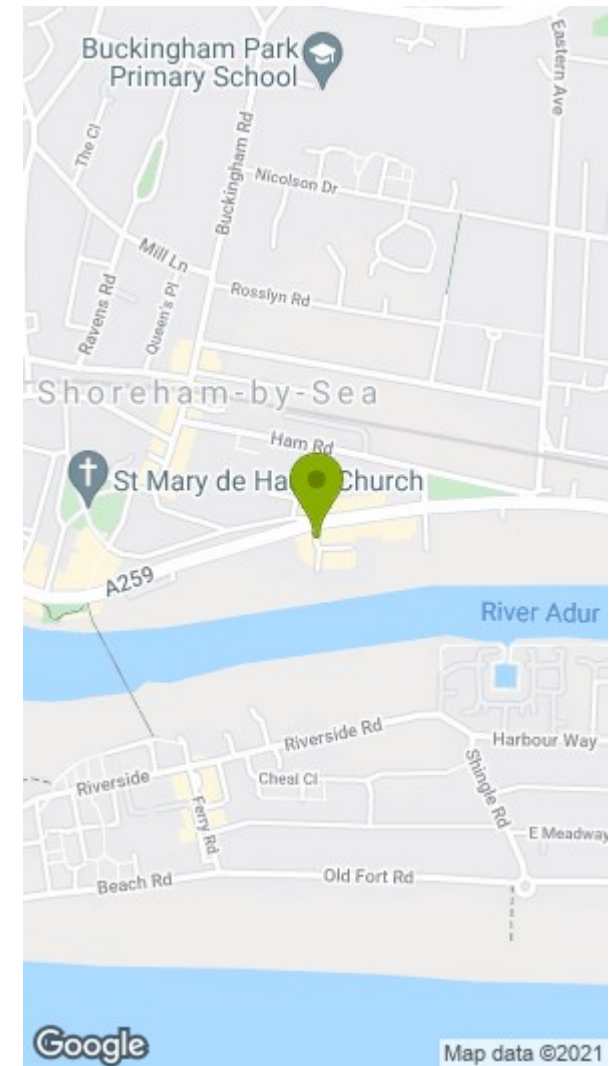 Buckingham Park
Primary School
Eastern Ave
The Cl
Buckingham Rd
Nicolson Dr
Mill Ln
Ravens Rd
Queen's Pl
Rosslyn Rd
Shoreham-by-Sea
Ham Rd
St Mary de Ha Church
A259
River Adur
Riverside Rd
Harbour Way
Riverside
Cheal Cl
Shingle Rd
Ferry Rd
E Meadway
Beach Rd
Old Fort Rd
Google
Map data ©2021